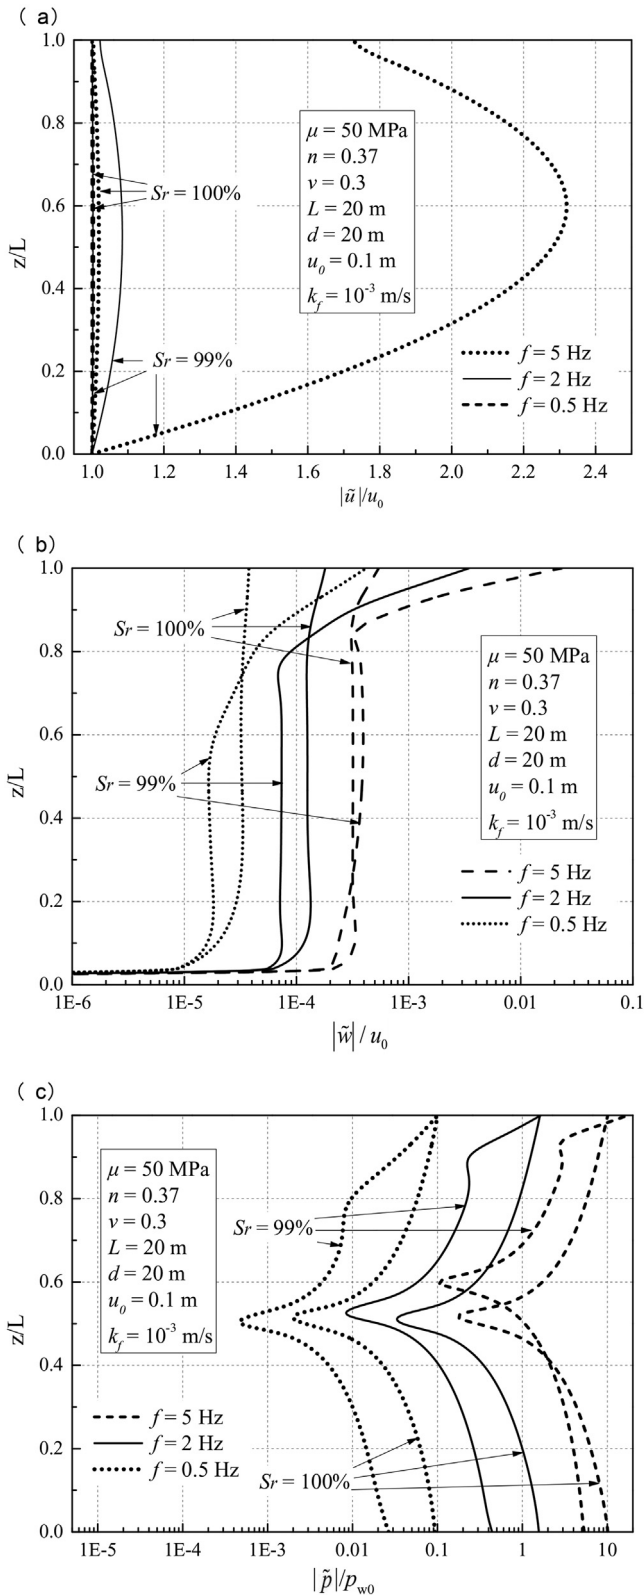 ( a )
1.0
0.8
0.6
0.4
0.2
0.0
z/L
μ = 50 MPa
n = 0.37
ν = 0.3
L = 20 m
d = 20 m
u₀ = 0.1 m
k_f = 10⁻³ m/s
Sr = 100%
Sr = 99%
f = 5 Hz
f = 2 Hz
f = 0.5 Hz
1.0 1.2 1.4 1.6 1.8 2.0 2.2 2.4
|ũ|/u₀
( b )
1.0
0.8
0.6
0.4
0.2
0.0
z/L
Sr = 100%
Sr = 99%
μ = 50 MPa
n = 0.37
ν = 0.3
L = 20 m
d = 20 m
u₀ = 0.1 m
k_f = 10⁻³ m/s
f = 5 Hz
f = 2 Hz
f = 0.5 Hz
1E-6 1E-5 1E-4 1E-3 0.01 0.1
|w̃| / u₀
( c )
1.0
0.8
0.6
0.4
0.2
0.0
z/L
μ = 50 MPa
n = 0.37
ν = 0.3
L = 20 m
d = 20 m
u₀ = 0.1 m
k_f = 10⁻³ m/s
Sr = 99%
f = 5 Hz
f = 2 Hz
f = 0.5 Hz
Sr = 100%
1E-5 1E-4 1E-3 0.01 0.1 1 10
|p̃|/p_w0